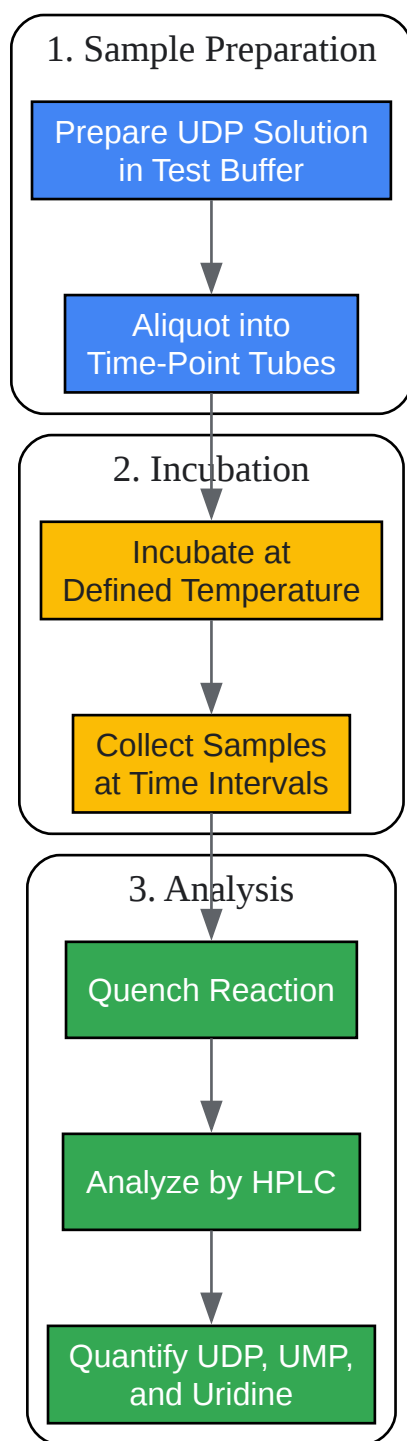 1. Sample Preparation
Prepare UDP Solution
in Test Buffer
Aliquot into
Time-Point Tubes
2. Incubation
Incubate at
Defined Temperature
Collect Samples
at Time Intervals
3. Analysis
Quench Reaction
Analyze by HPLC
Quantify UDP, UMP,
and Uridine